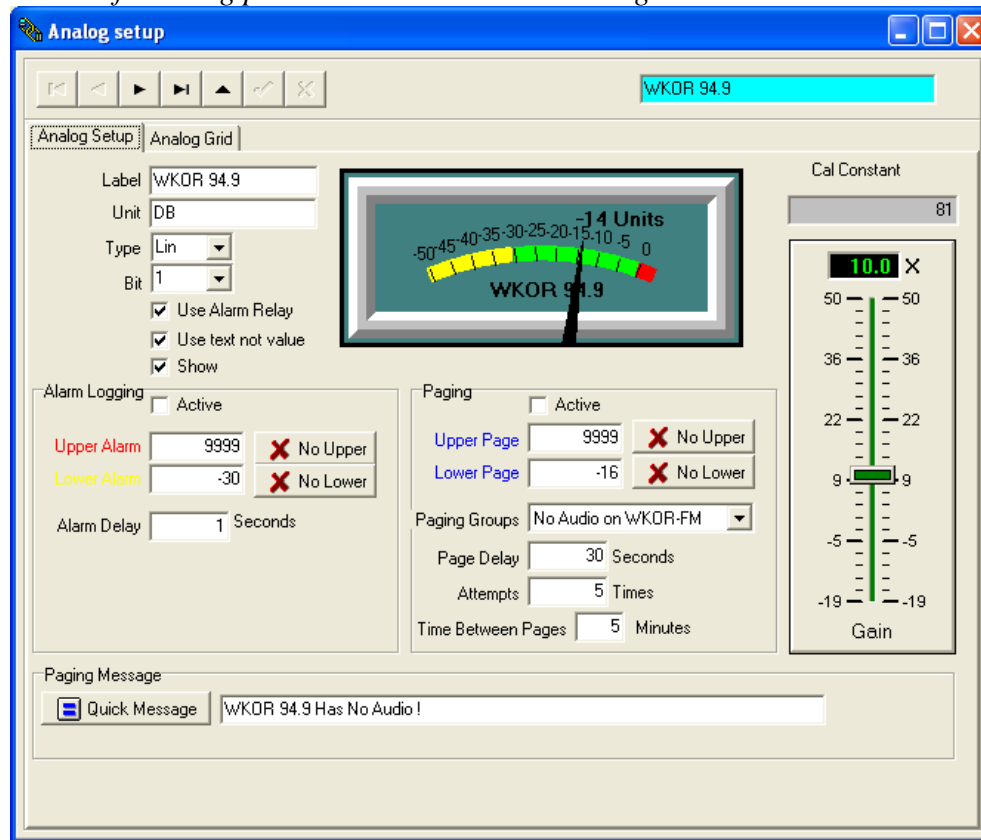 Analog setup
WKOR 94.9
Analog Setup Analog Grid
Label WKOR 94.9
Unit DB
Type Lin
Bit 1
Use Alarm Relay
Use text not value
Show
-14 Units
-50 -45 -40 -35 -30 -25 -20 -15 -10 -5 0
WKOR 94.9
Cal Constant
81
10.0 X
50 50
36 36
22 22
9 9
-5 -5
-19 -19
Gain
Alarm Logging
Active
Upper Alarm 9999 No Upper
Lower Alarm -30 No Lower
Alarm Delay 1 Seconds
Paging
Active
Upper Page 9999 No Upper
Lower Page -16 No Lower
Paging Groups No Audio on WKOR-FM
Page Delay 30 Seconds
Attempts 5 Times
Time Between Pages 5 Minutes
Paging Message
Quick Message WKOR 94.9 Has No Audio !